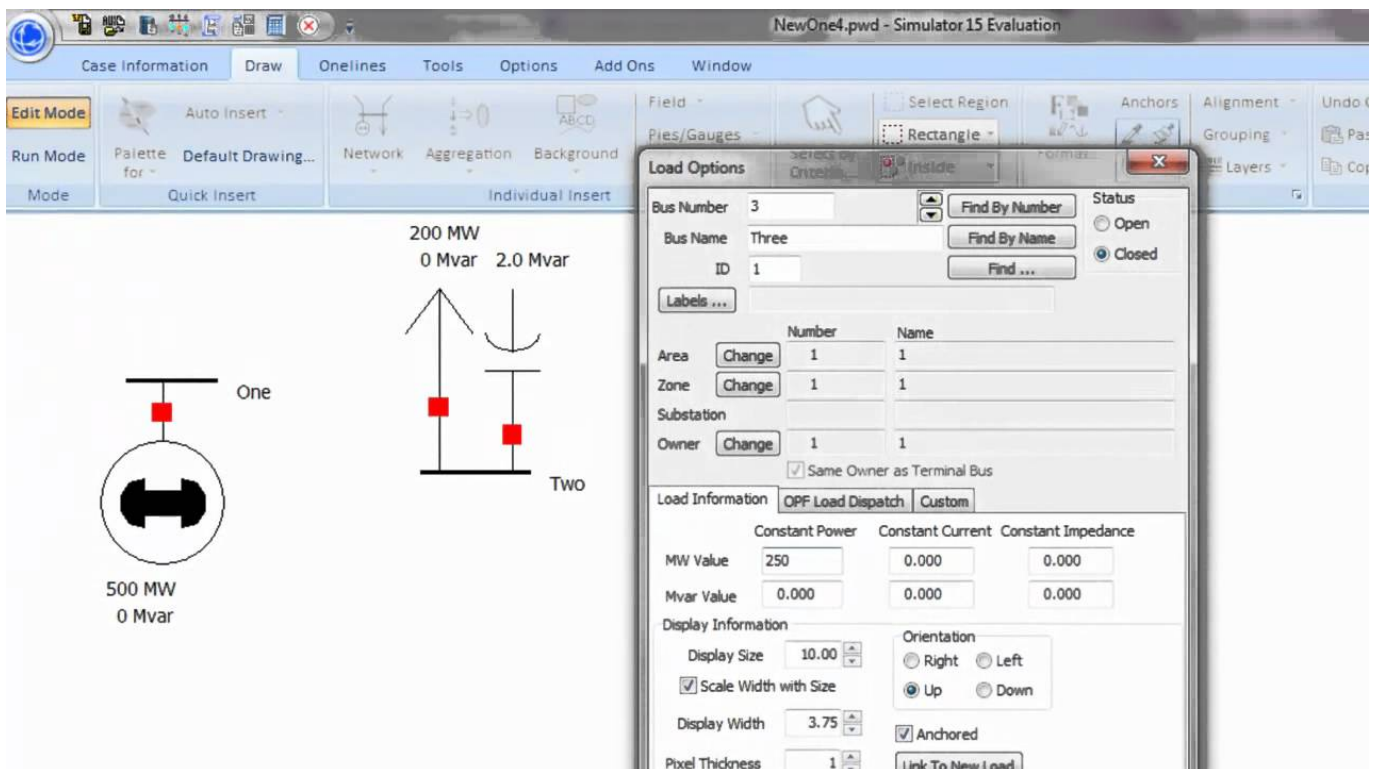 NewOne4.pwd - Simulator 15 Evaluation
Case Information Draw Onelines Tools Options Add Ons Window
Edit Mode
Run Mode
Mode
Palette for
Auto Insert
Default Drawing...
Quick Insert
Network Aggregation Background
ABCD
Individual Insert
Field
Pies/Gauges
Select Region
Rectangle
Inside
Anchors
Alignment
Grouping
Layers
Undo
Load Options
Bus Number 3 Find By Number
Bus Name Three Find By Name
ID 1 Find ...
Labels ...
Status
Open
Closed
Number Name
Area Change 1 1
Zone Change 1 1
Substation
Owner Change 1 1
Same Owner as Terminal Bus
Load Information OPF Load Dispatch Custom
Constant Power Constant Current Constant Impedance
MW Value 250 0.000 0.000
Mvar Value 0.000 0.000 0.000
Display Information
Display Size 10.00
Scale Width with Size
Display Width 3.75
Pixel Thickness 1
Orientation
Right Left
Up Down
Anchored
Link To New Load
200 MW
0 Mvar 2.0 Mvar
One
Two
500 MW
0 Mvar